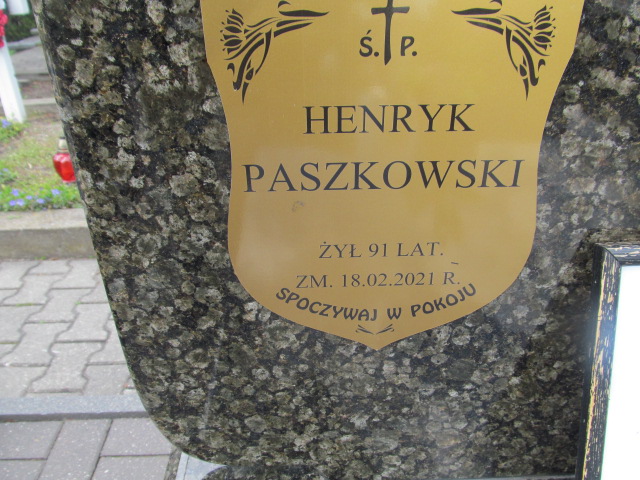 Ś. P.
HENRYK
PASZKOWSKI
ŻYŁ 91 LAT.
ZM. 18.02.2021 R.
SPOCZYWAJ W POKOJU